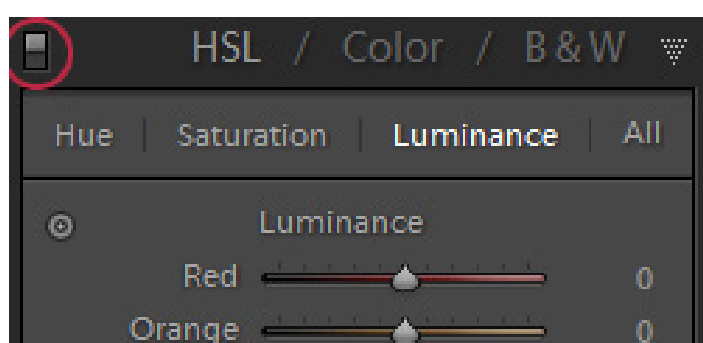 HSL / Color / B & W
Hue | Saturation | Luminance | All
Luminance
Red 0
Orange 0